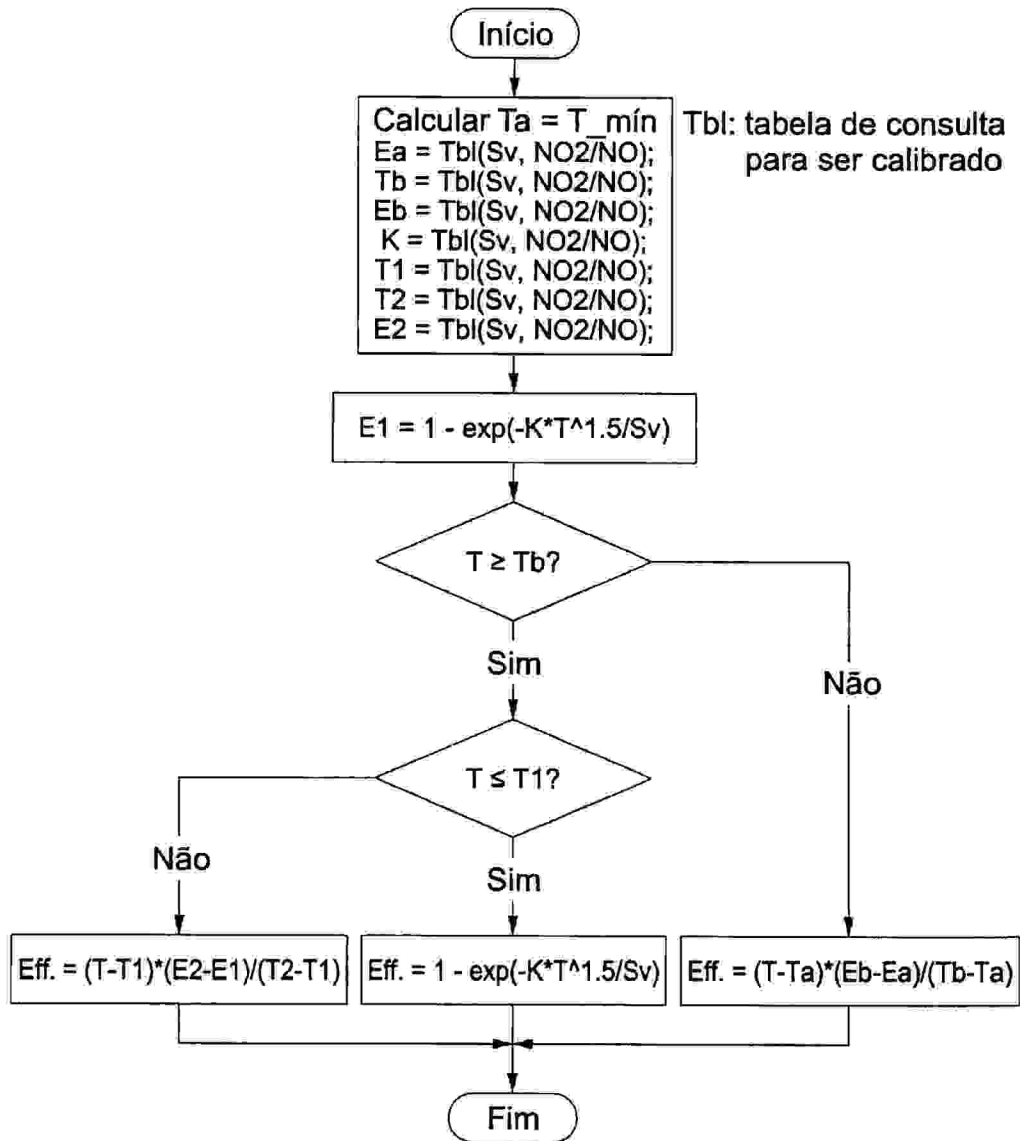 Início
Calcular Ta = T_mín
Ea = Tbl(Sv, NO2/NO);
Tb = Tbl(Sv, NO2/NO);
Eb = Tbl(Sv, NO2/NO);
K = Tbl(Sv, NO2/NO);
T1 = Tbl(Sv, NO2/NO);
T2 = Tbl(Sv, NO2/NO);
E2 = Tbl(Sv, NO2/NO);
Tbl: tabela de consulta
para ser calibrado
E1 = 1 - exp(-K*T^1.5/Sv)
T ≥ Tb?
Sim
Não
T ≤ T1?
Não
Sim
Eff. = (T-T1)*(E2-E1)/(T2-T1)
Eff. = 1 - exp(-K*T^1.5/Sv)
Eff. = (T-Ta)*(Eb-Ea)/(Tb-Ta)
Fim